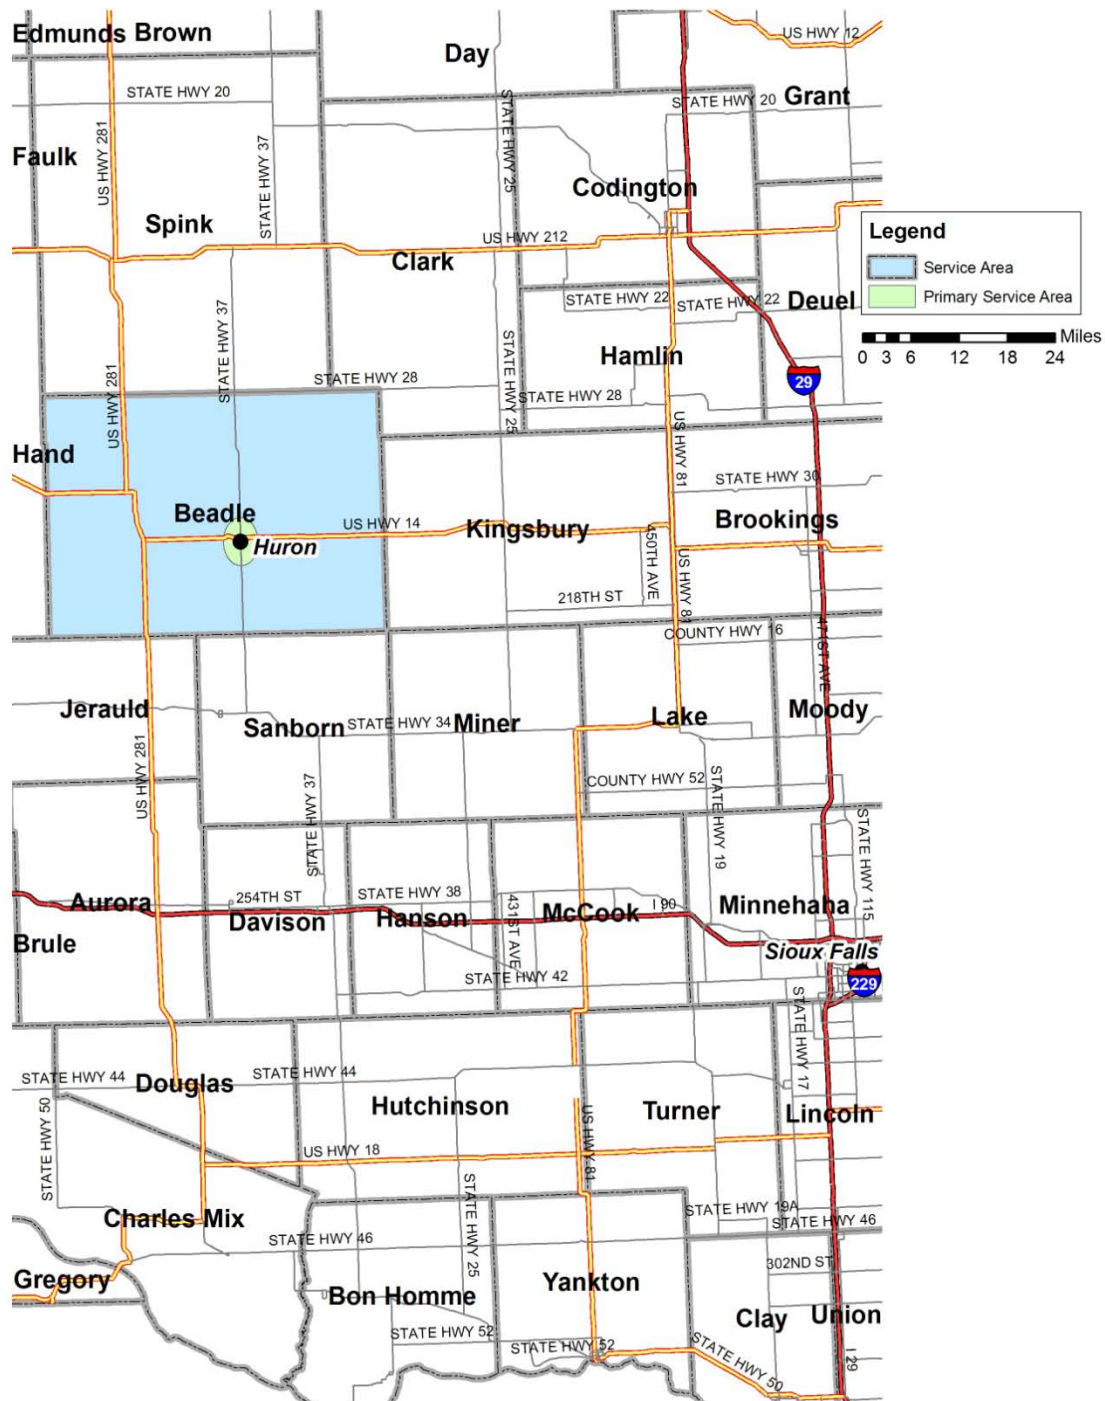 Edmunds Brown
Day
US HWY 12
STATE HWY 20
STATE HWY 20
Grant
US HWY 281
STATE HWY 37
STATE HWY 25
Faulk
Codington
Spink
US HWY 212
Clark
Legend
Service Area
Primary Service Area
Miles
0 3 6 12 18 24
STATE HWY 22
STATE HWY 22
Deuel
STATE HWY 37
Hamlin
STATE HWY 25
29
STATE HWY 28
STATE HWY 28
US HWY 281
US HWY 81
Hand
STATE HWY 30
Beadle
US HWY 14
Kingsbury
Brookings
Huron
450TH AVE
US HWY 81
218TH ST
COUNTY HWY 16
471ST AVE
Jerauld
Sanborn
STATE HWY 34
Miner
Lake
Moody
US HWY 281
STATE HWY 37
COUNTY HWY 52
STATE HWY 19
STATE HWY 115
Aurora
254TH ST
STATE HWY 38
I 90
Minnehaha
Davison
Hanson
431ST AVE
McCook
Brule
Sioux Falls
STATE HWY 42
229
STATE HWY 17
STATE HWY 44
Douglas
STATE HWY 44
STATE HWY 50
Hutchinson
Turner
Lincoln
US HWY 18
US HWY 81
STATE HWY 25
Charles Mix
STATE HWY 19A
STATE HWY 46
STATE HWY 46
302ND ST
Gregory
Bon Homme
Yankton
Clay
Union
STATE HWY 52
STATE HWY 52
STATE HWY 50
I 29